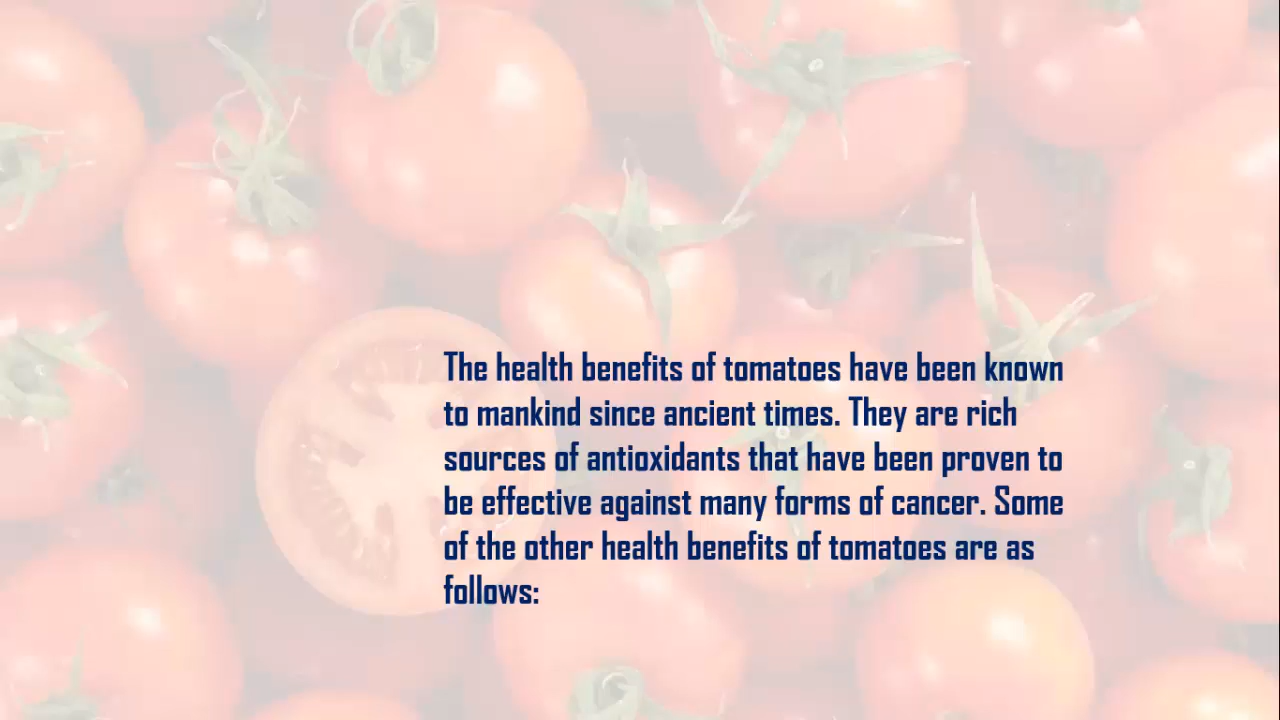 The health benefits of tomatoes have been known
to mankind since ancient times. They are rich
sources of antioxidants that have been proven to
be effective against many forms of cancer. Some
of the other health benefits of tomatoes are as
follows: